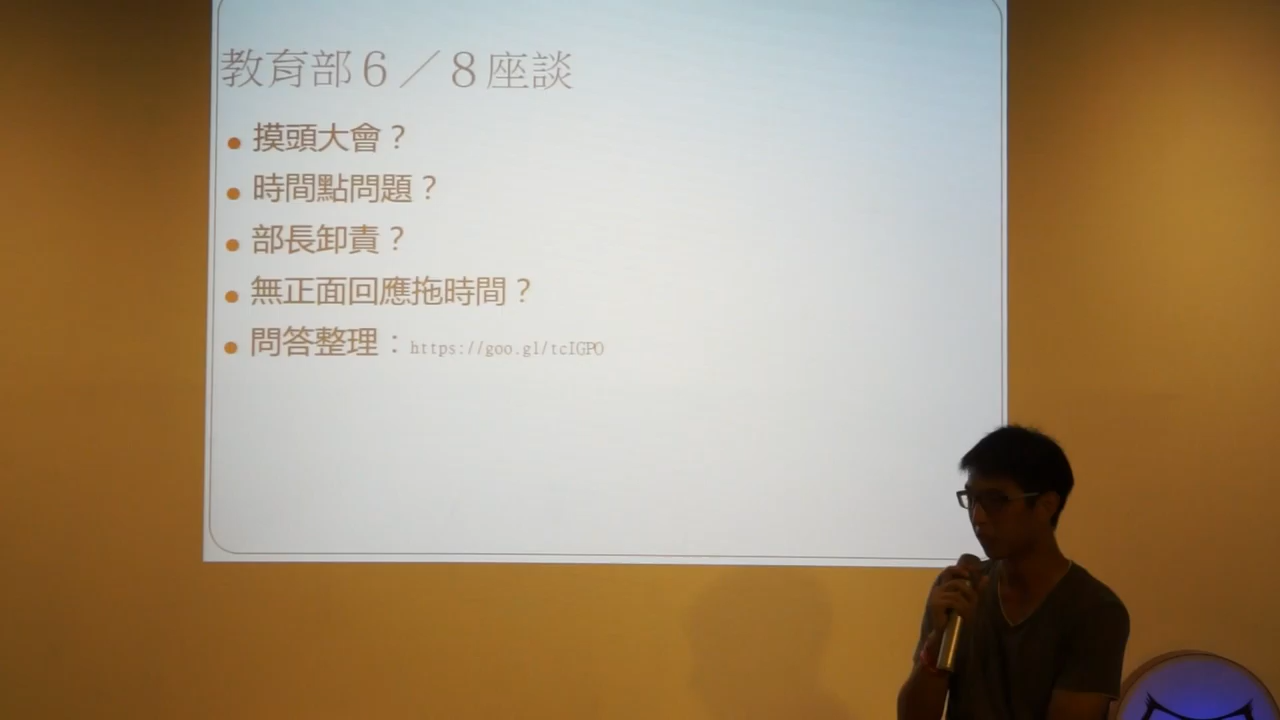 教育部６／８座談
• 摸頭大會？
• 時間點問題？
• 部長卸責？
• 無正面回應拖時間？
• 問答整理：https://goo.gl/tcIGPO